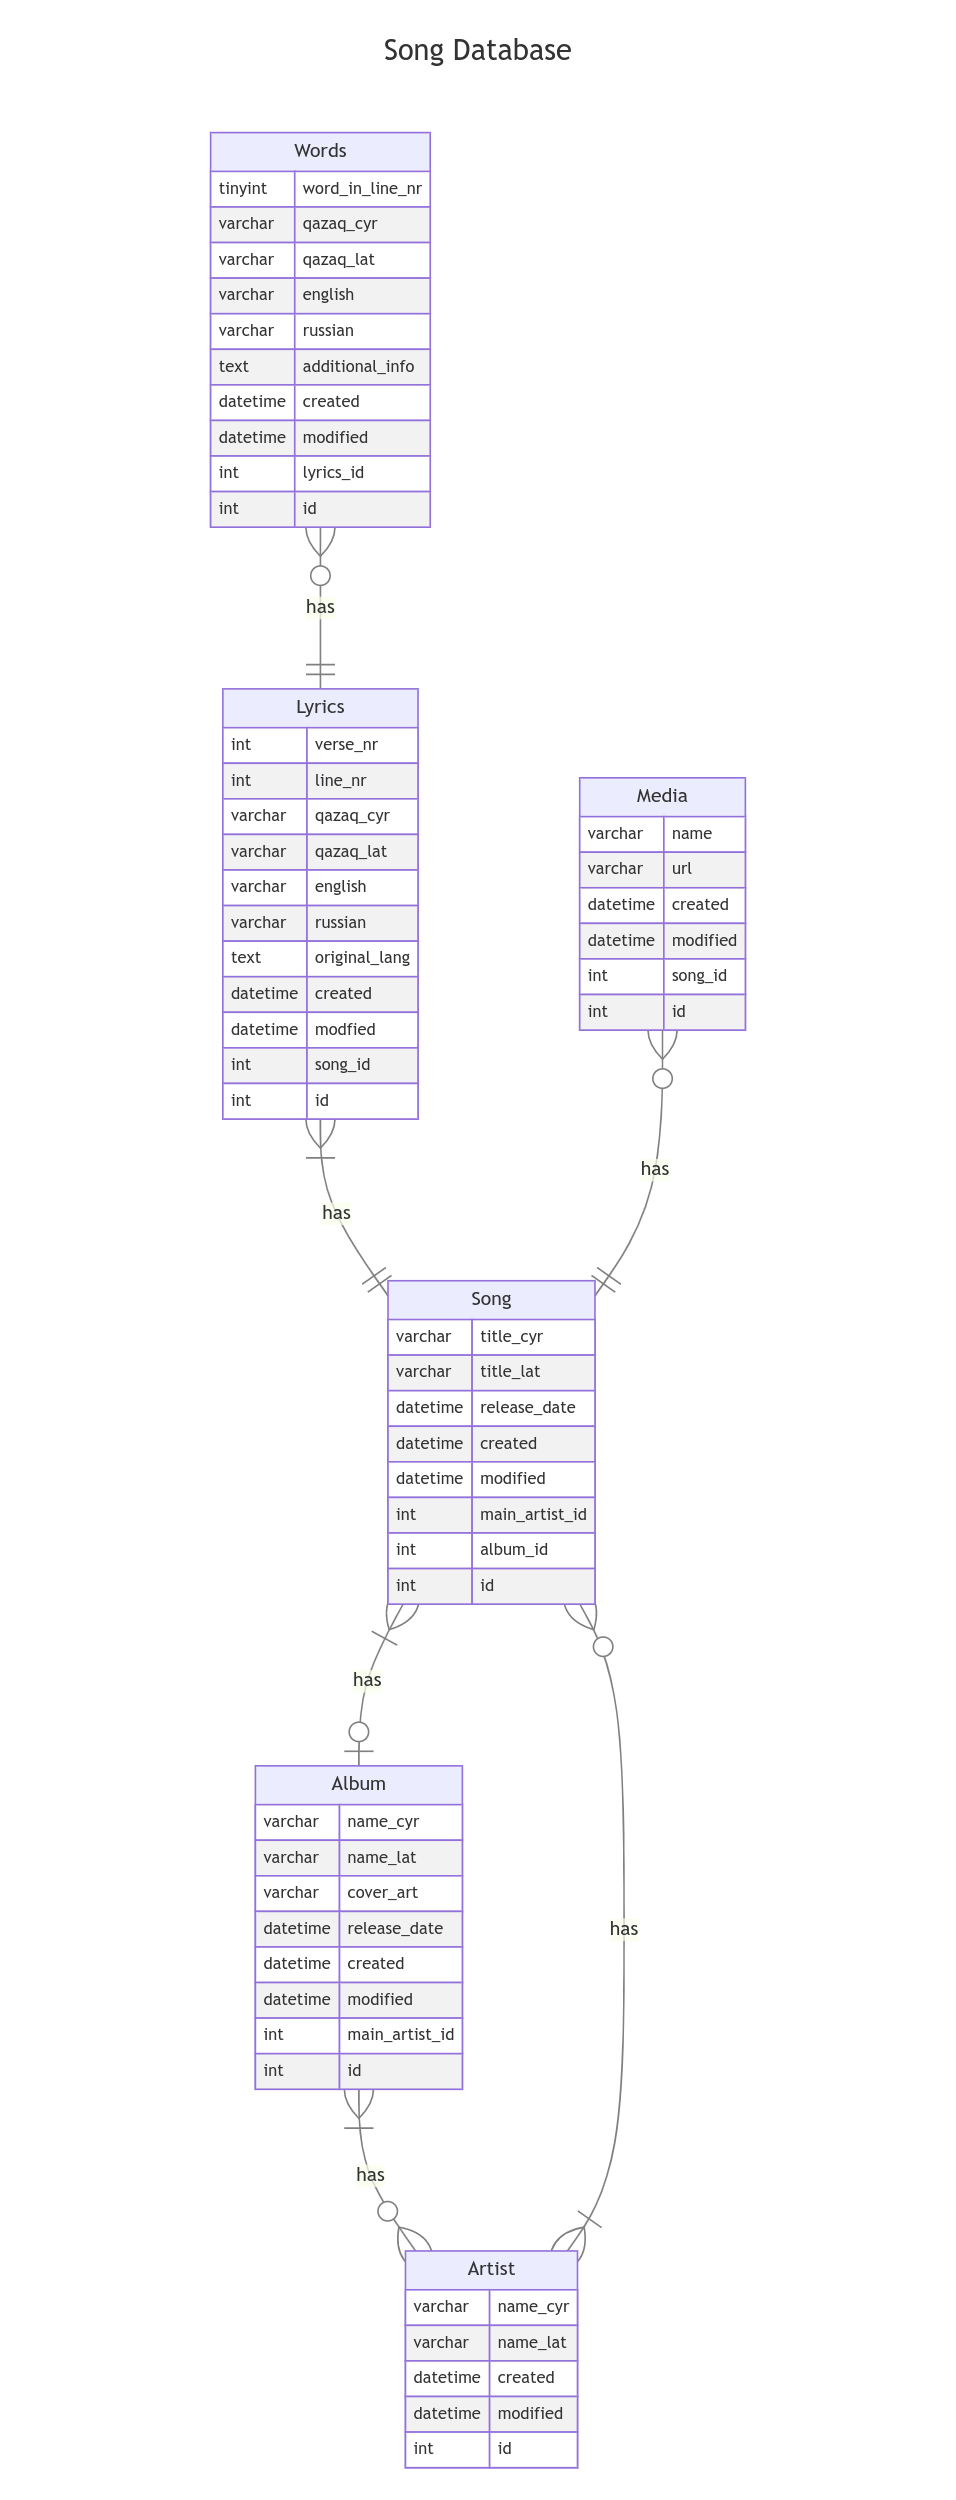 Song Database
Words
tinyint word_in_line_nr
varchar qazaq_cyr
varchar qazaq_lat
varchar english
varchar russian
text additional_info
datetime created
datetime modified
int lyrics_id
int id
has
Lyrics
int verse_nr
int line_nr
varchar qazaq_cyr
varchar qazaq_lat
varchar english
varchar russian
text original_lang
datetime created
datetime modfied
int song_id
int id
Media
varchar name
varchar url
datetime created
datetime modified
int song_id
int id
has
has
Song
varchar title_cyr
varchar title_lat
datetime release_date
datetime created
datetime modified
int main_artist_id
int album_id
int id
has
Album
varchar name_cyr
varchar name_lat
varchar cover_art
datetime release_date
datetime created
datetime modified
int main_artist_id
int id
has
has
Artist
varchar name_cyr
varchar name_lat
datetime created
datetime modified
int id